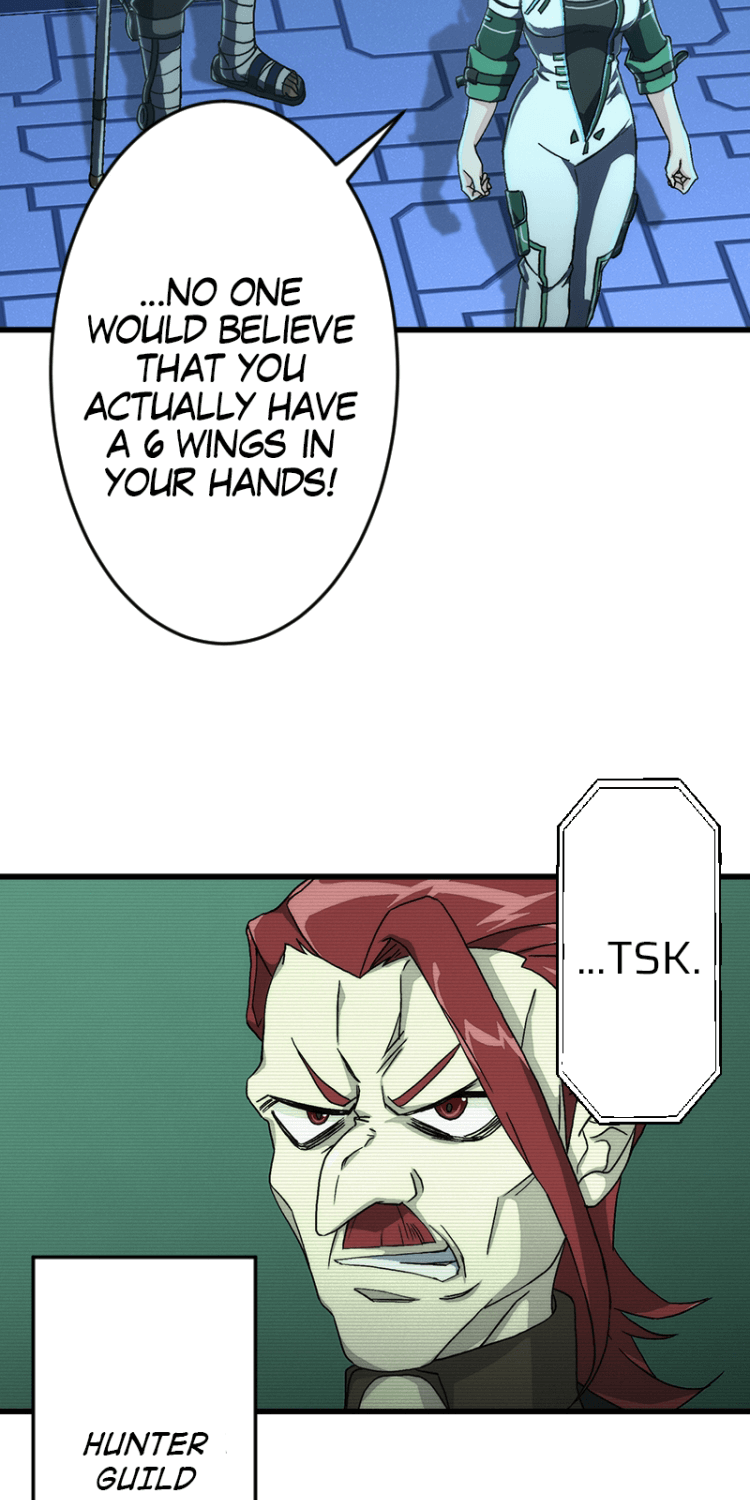 ...NO ONE
WOULD BELIEVE
THAT YOU
ACTUALLY HAVE
A 6 WINGS IN
YOUR HANDS!
...TSK.
HUNTER
GUILD